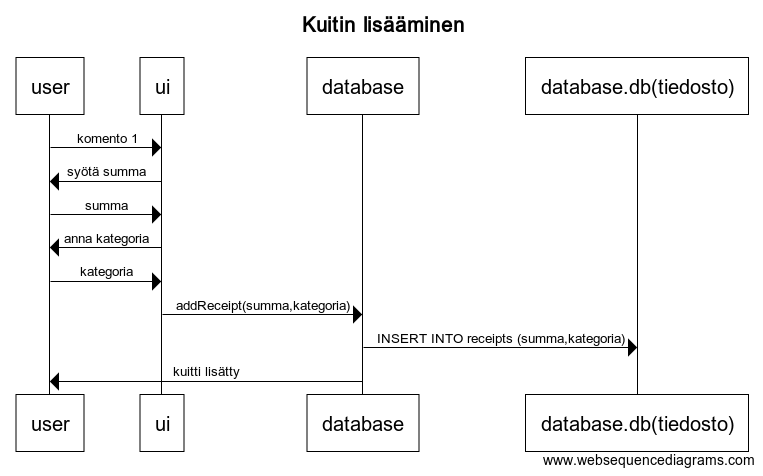 Kuitin lisääminen
user ui database database.db(tiedosto)
komento 1
syötä summa
summa
anna kategoria
kategoria
addReceipt(summa,kategoria)
INSERT INTO receipts (summa,kategoria)
kuitti lisätty
user ui database database.db(tiedosto)
www.websequencediagrams.com